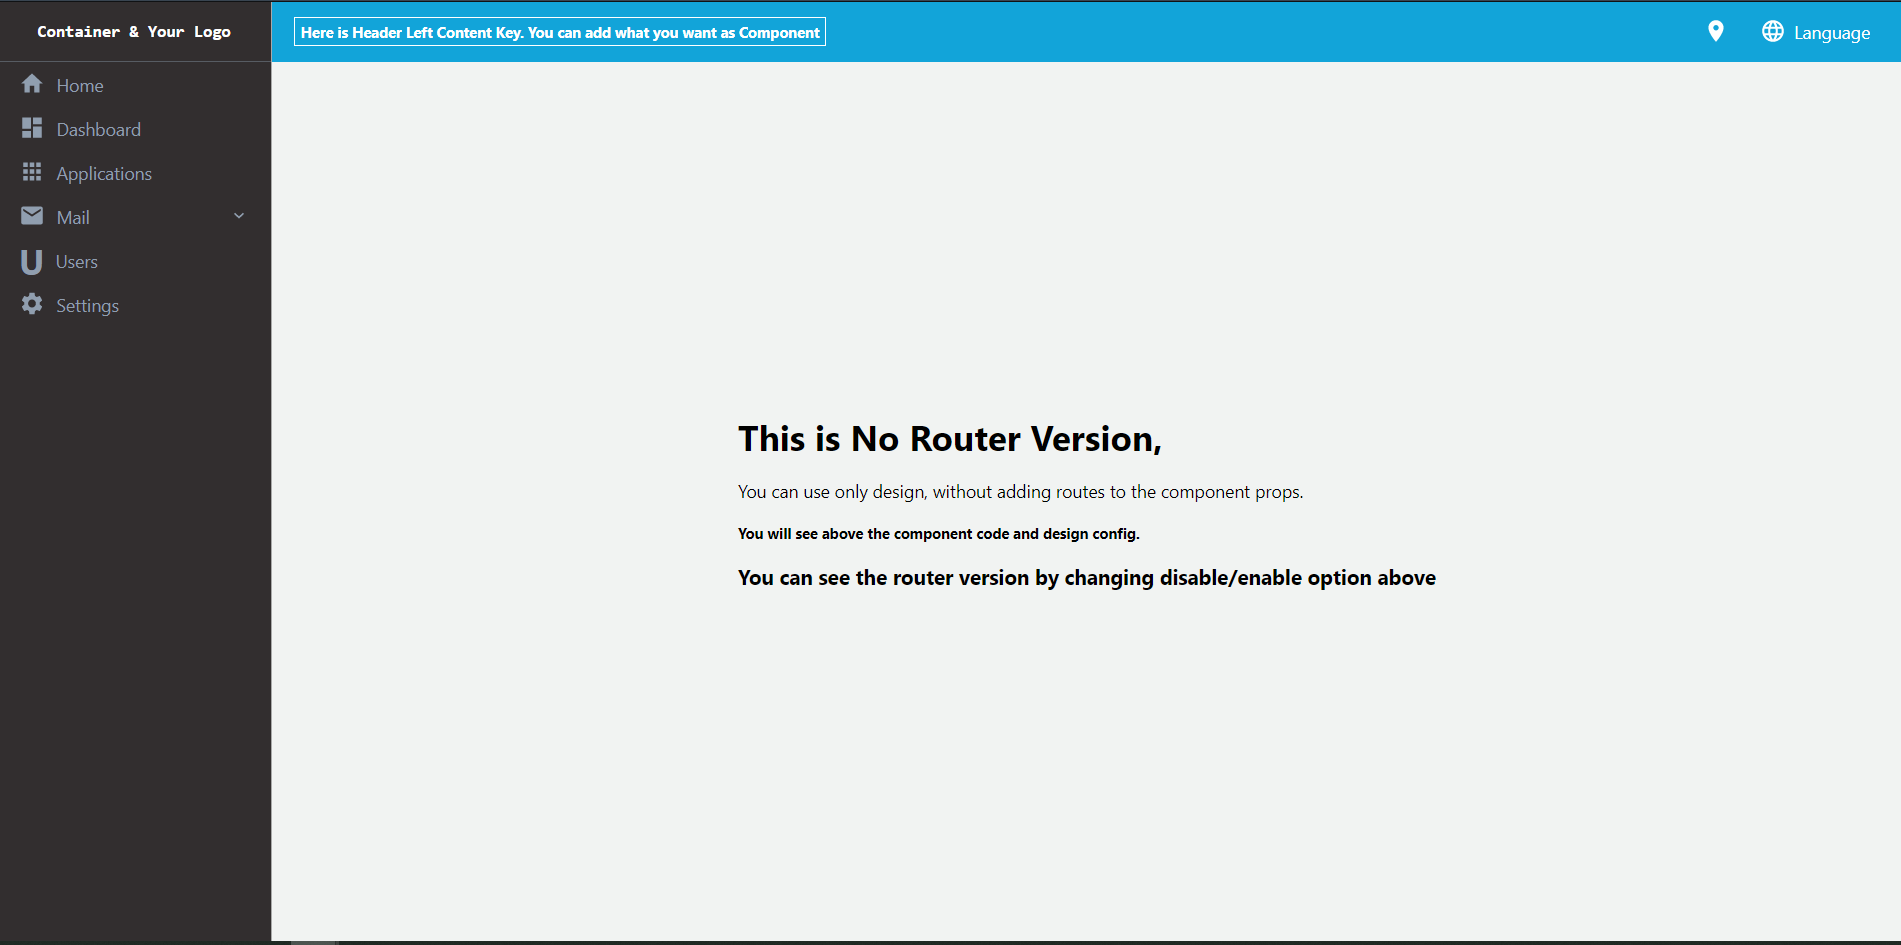 Container & Your Logo
Here is Header Left Content Key. You can add what you want as Component
Language
Home
Dashboard
Applications
Mail
U Users
Settings
This is No Router Version,
You can use only design, without adding routes to the component props.
You will see above the component code and design config.
You can see the router version by changing disable/enable option above